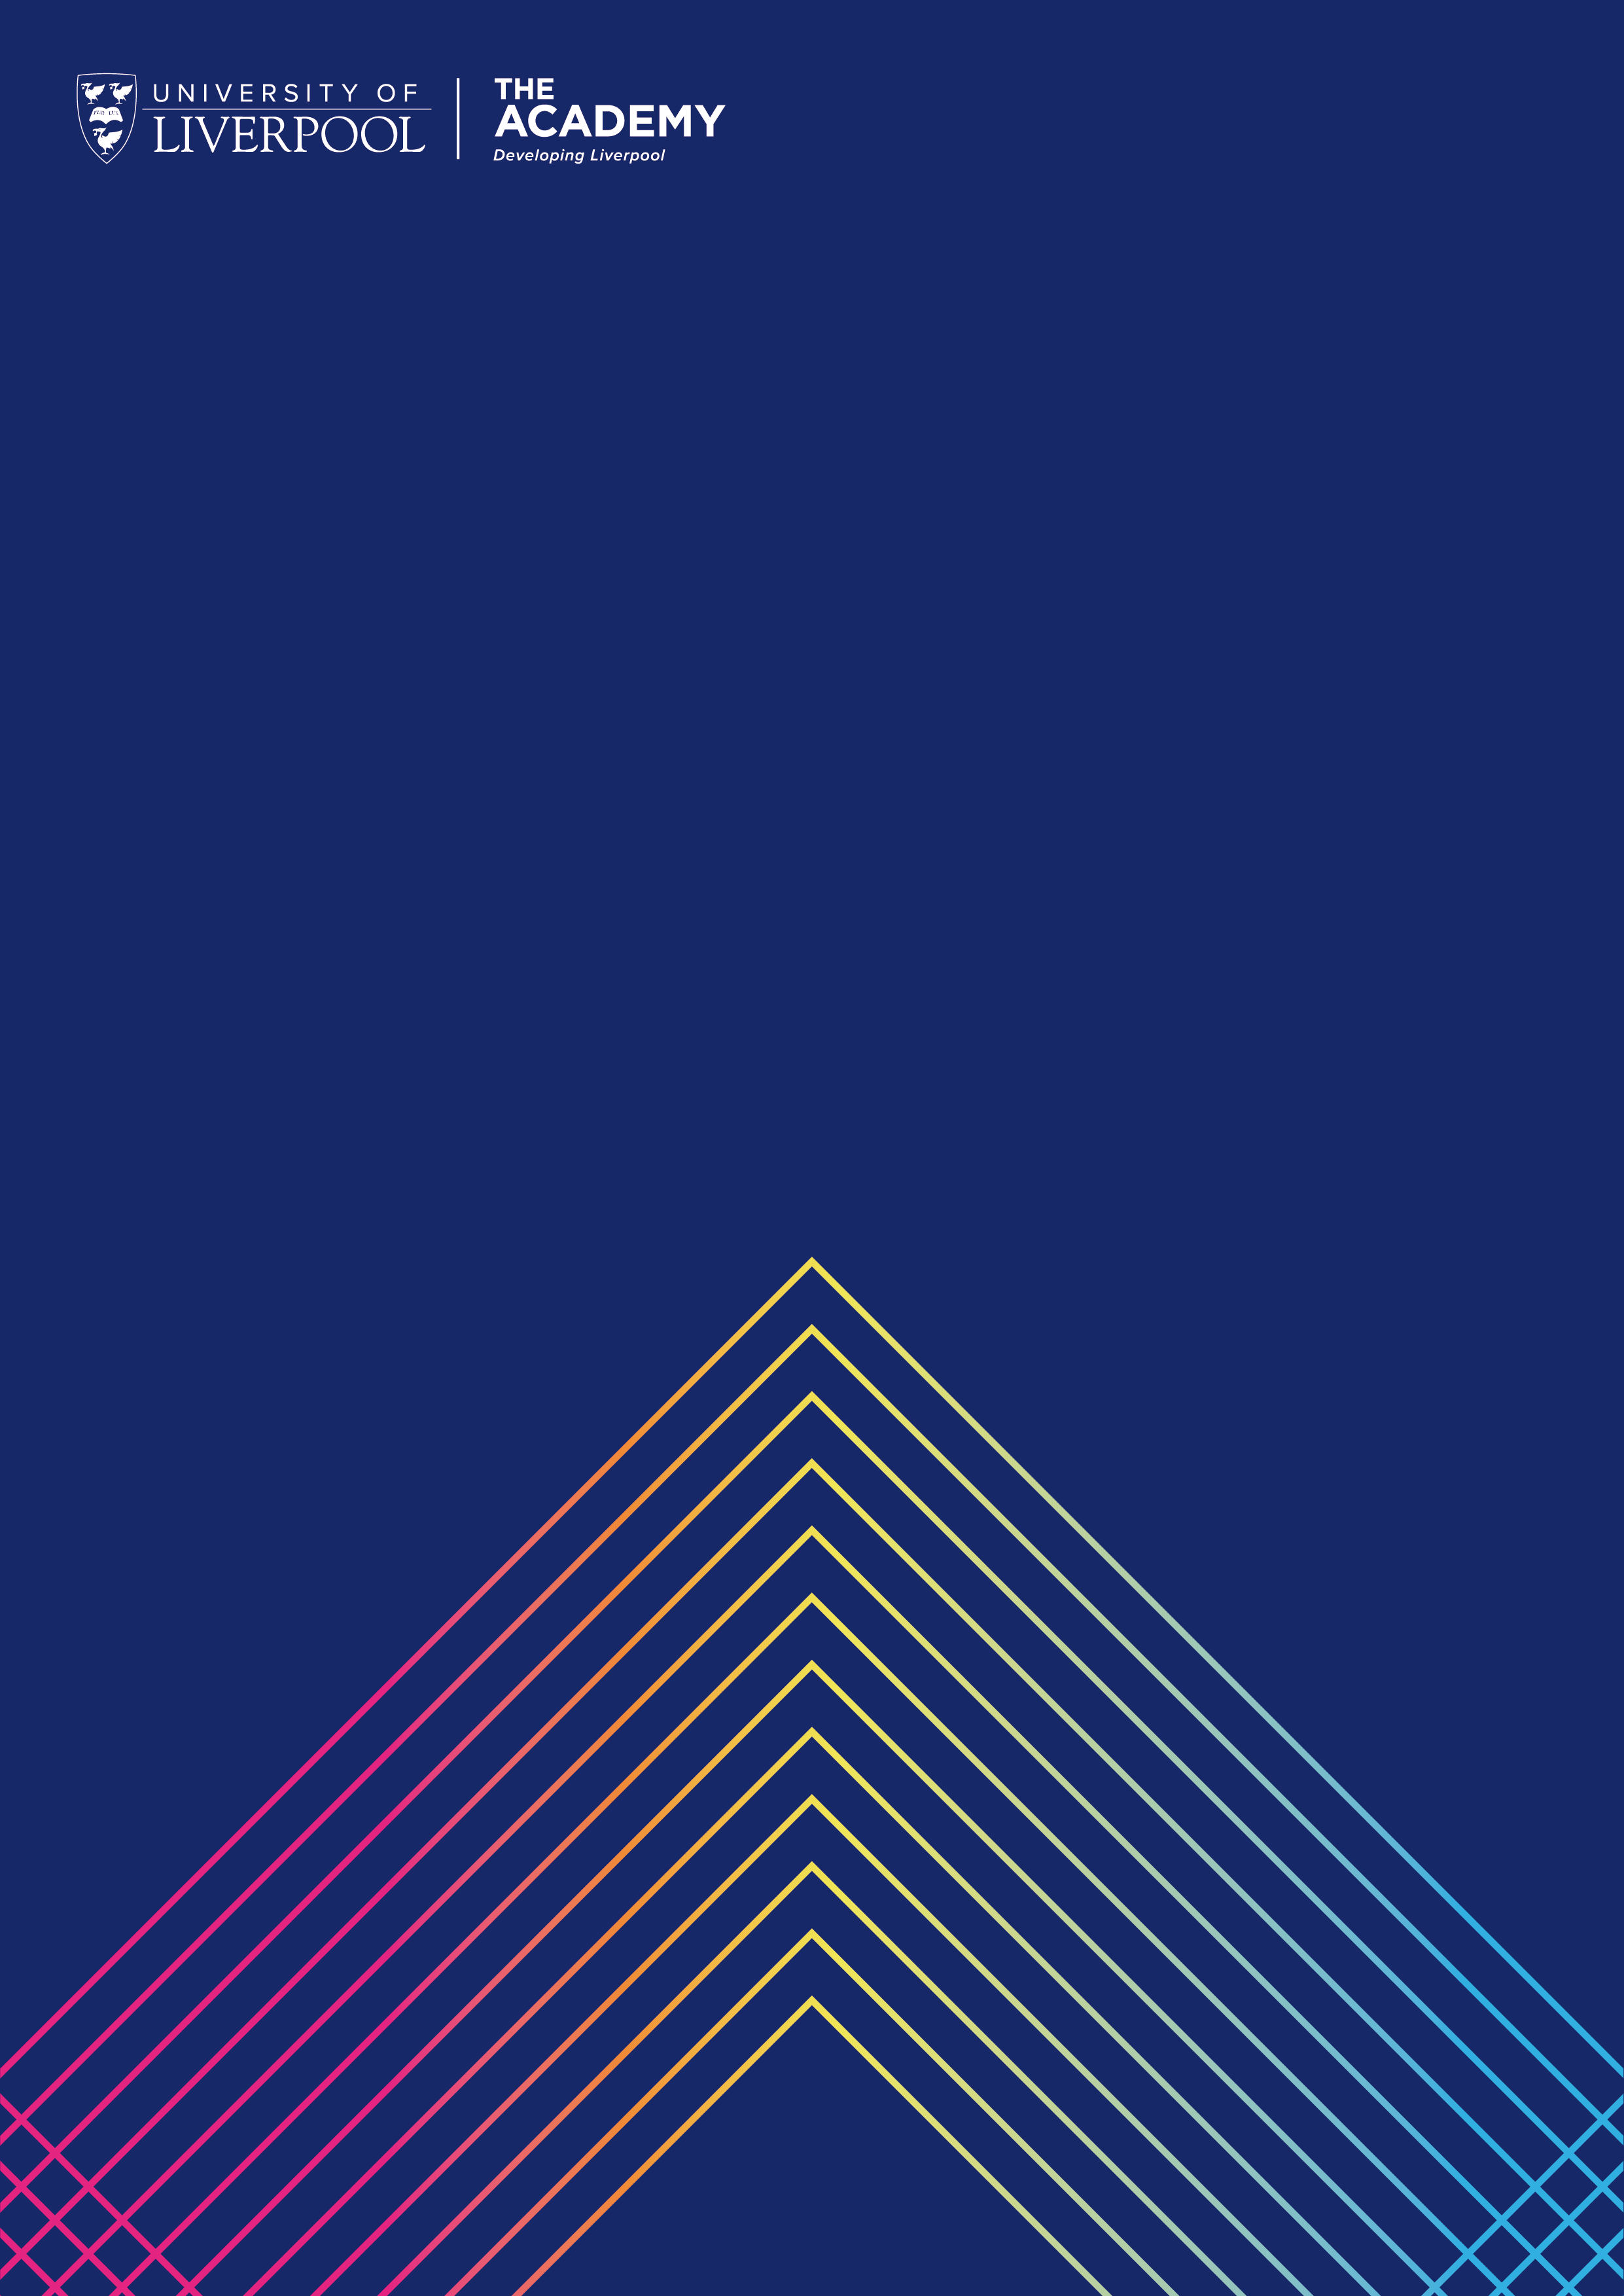 UNIVERSITY OF
LIVERPOOL
THE
ACADEMY
Developing Liverpool